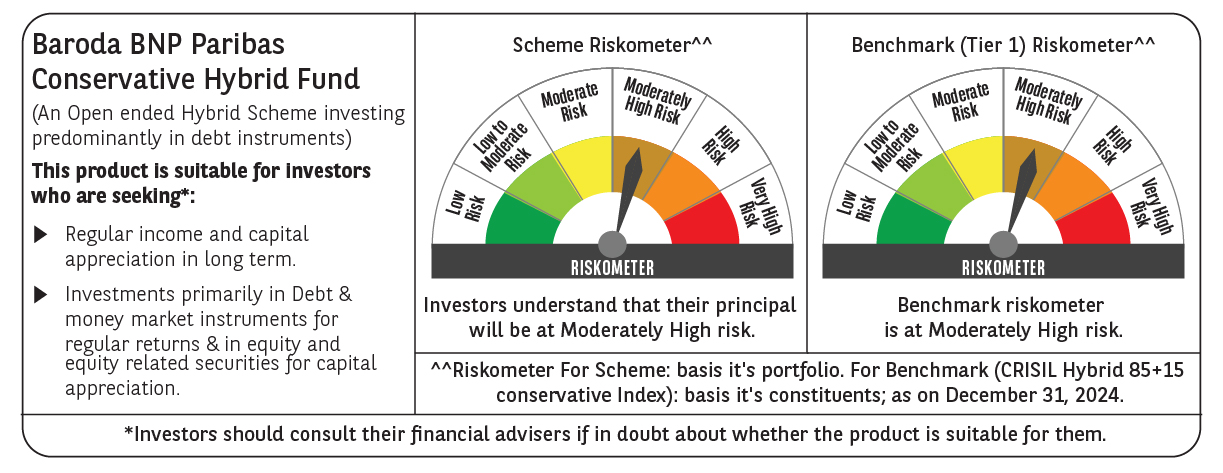 Baroda BNP Paribas
Conservative Hybrid Fund
(An Open ended Hybrid Scheme investing
predominantly in debt instruments)
This product is suitable for investors
who are seeking*:
▶ Regular income and capital
appreciation in long term.
▶ Investments primarily in Debt &
money market instruments for
regular returns & in equity and
equity related securities for capital
appreciation.
Scheme Riskometer^^
Low
Risk
Low to
Moderate
Risk
Moderate
Risk
Moderately
High Risk
High
Risk
Very High
Risk
RISKOMETER
Investors understand that their principal
will be at Moderately High risk.
Benchmark (Tier 1) Riskometer^^
Low
Risk
Low to
Moderate
Risk
Moderate
Risk
Moderately
High Risk
High
Risk
Very High
Risk
RISKOMETER
Benchmark riskometer
is at Moderately High risk.
^^Riskometer For Scheme: basis it's portfolio. For Benchmark (CRISIL Hybrid 85+15
conservative Index): basis it's constituents; as on December 31, 2024.
*Investors should consult their financial advisers if in doubt about whether the product is suitable for them.